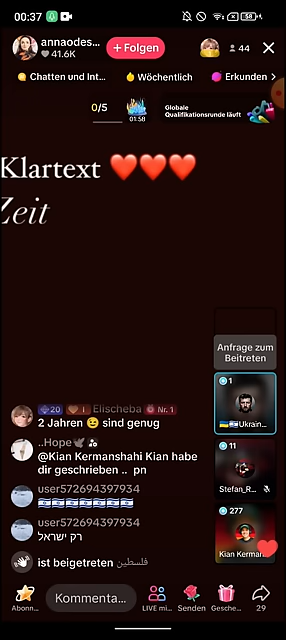 00:37
58
annaodes...
41.6K
+ Folgen
44
Chatten und Int...
Wöchentlich
Erkunden >
0/5
01:58
Globale
Qualifikationsrunde läuft
Klartext ❤️❤️❤️
Zeit
Anfrage zum
Beitreten
1
🇺🇦🇮🇱Ukrain...
11
Stefan_R...
277
Kian Kerman...
20 1 Elischeba Nr. 1
2 Jahren 😉 sind genug
..Hope🕊
@Kian Kermanshahi Kian habe
dir geschrieben .. pn
user572694397934
🇮🇱🇮🇱🇮🇱🇮🇱🇮🇱🇮🇱🇮🇱
user572694397934
רק ישראל
ist beigetreten فلسطين
Abonn...
Kommenta...
LIVE mi...
Senden
Gesche...
29